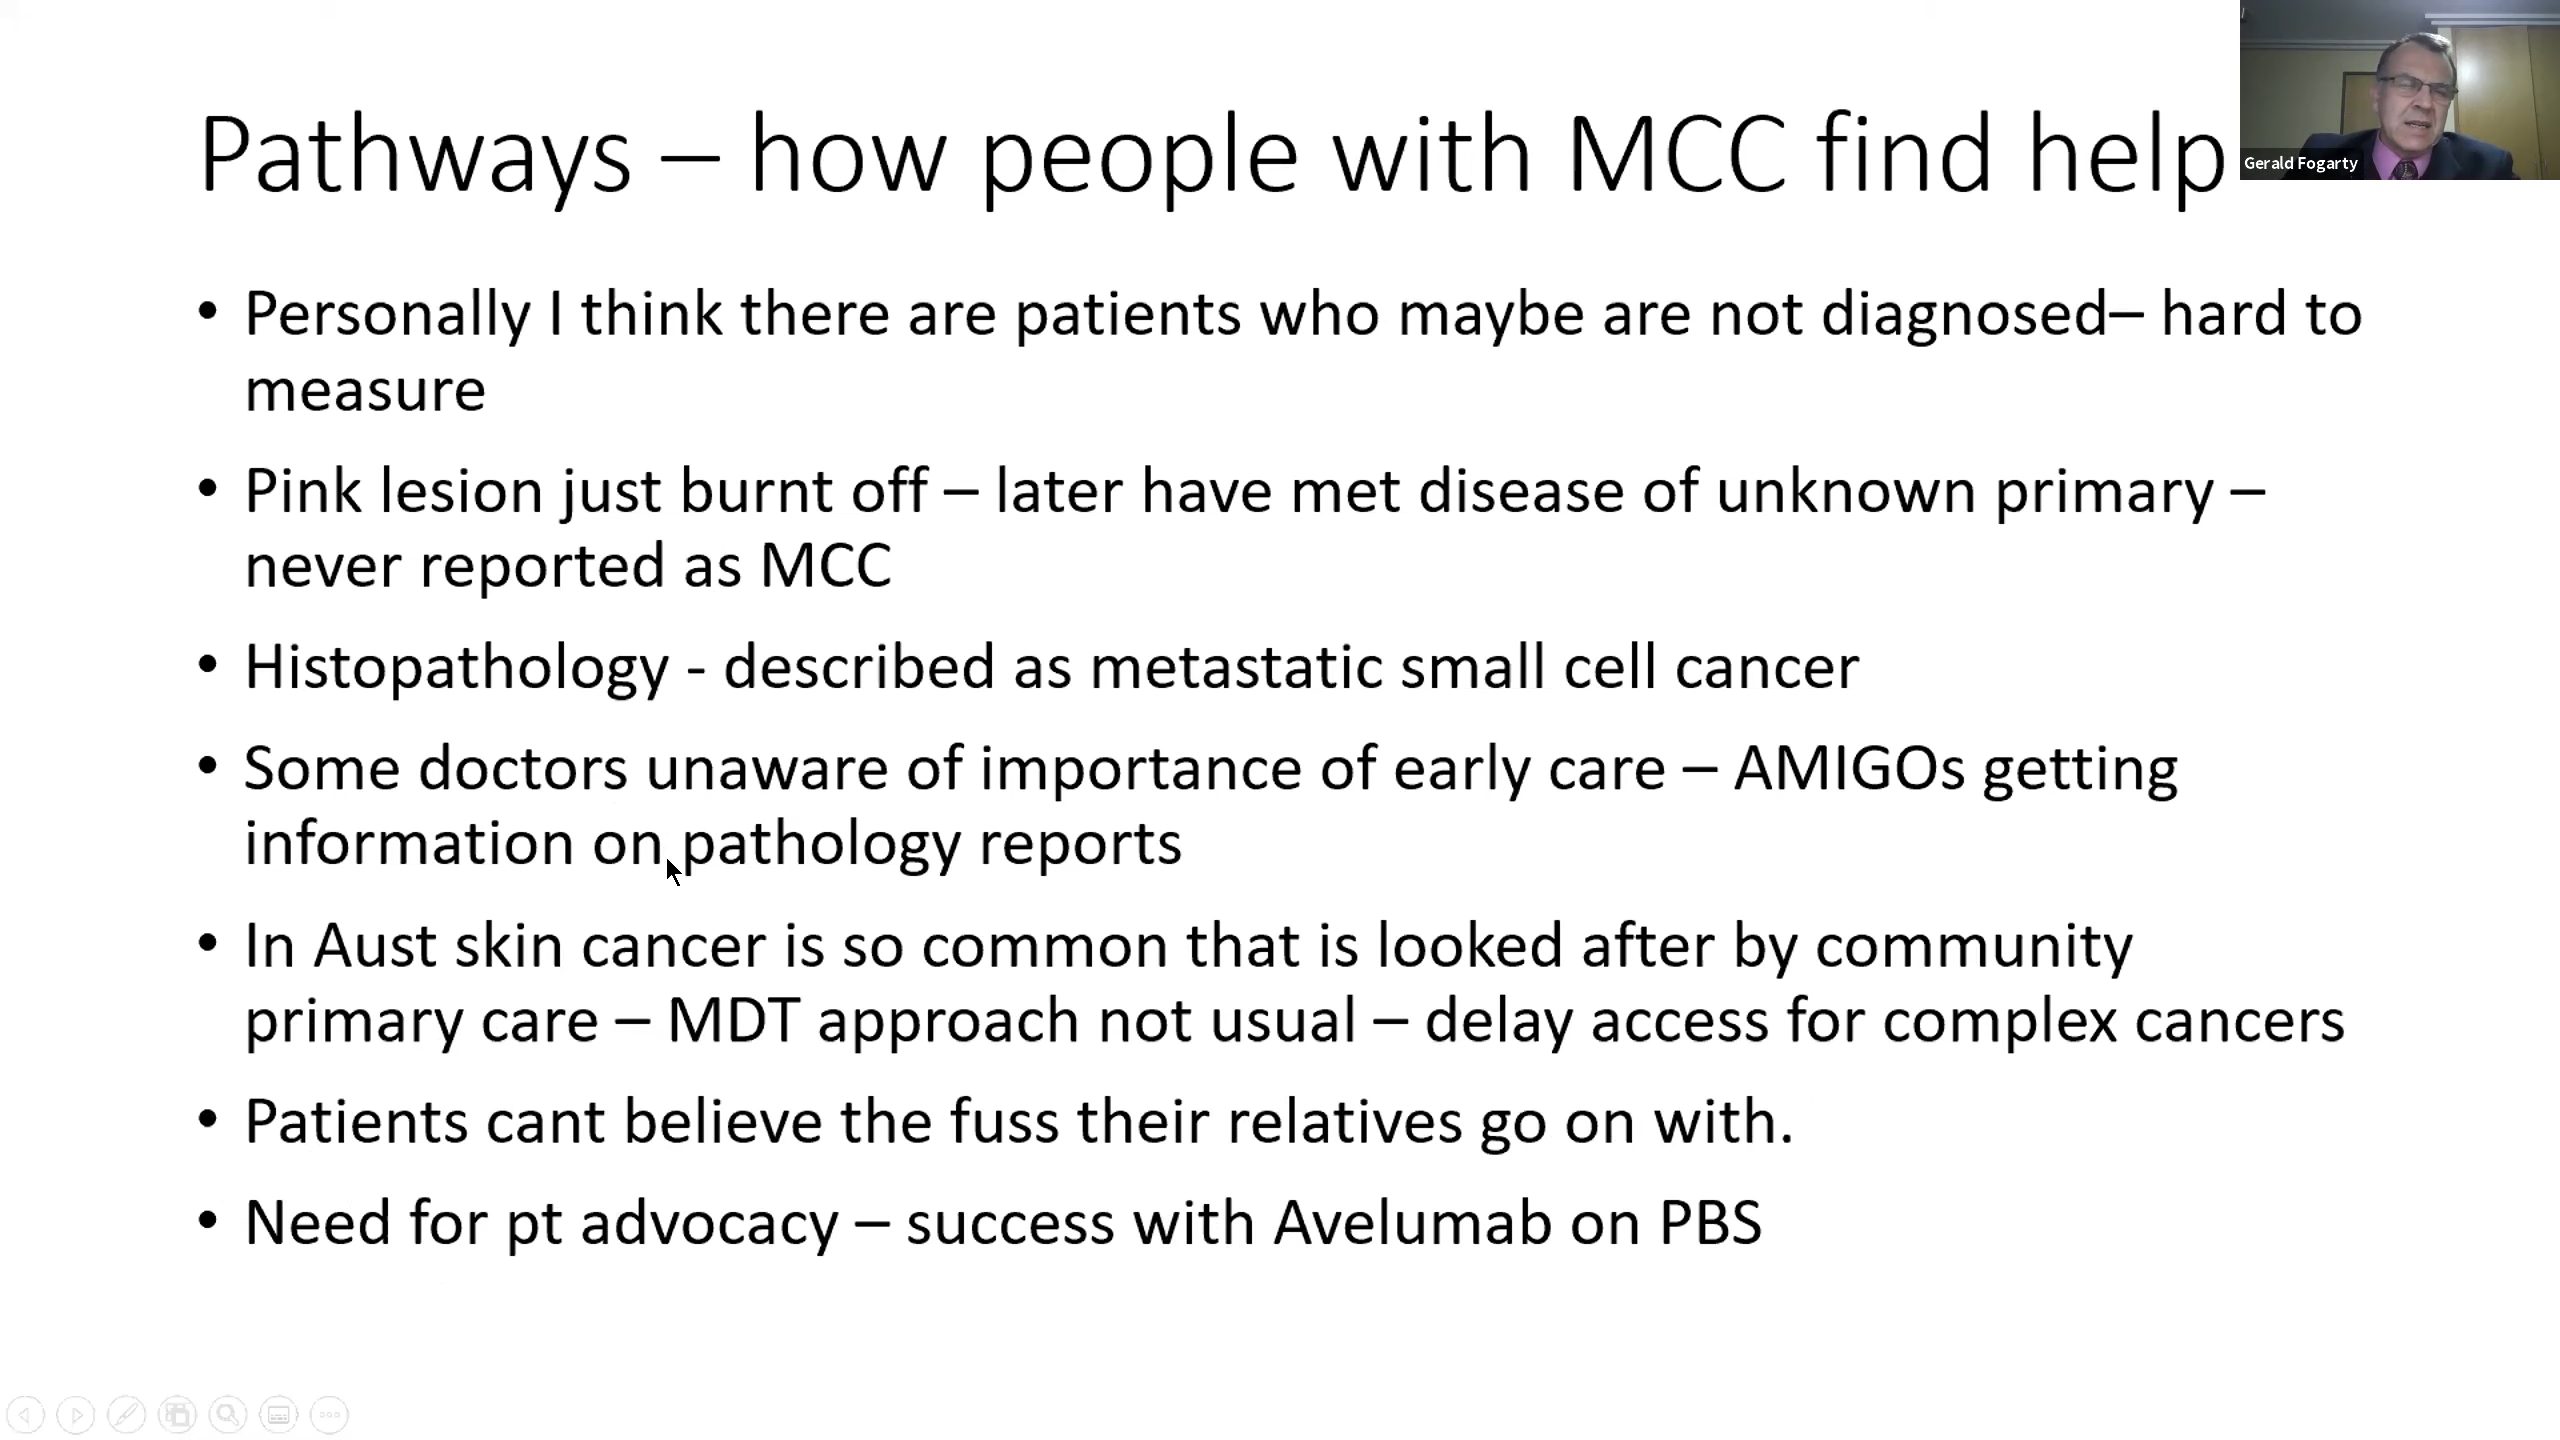 Pathways – how people with MCC find help
Gerald Fogarty
• Personally I think there are patients who maybe are not diagnosed– hard to
measure
• Pink lesion just burnt off – later have met disease of unknown primary –
never reported as MCC
• Histopathology - described as metastatic small cell cancer
• Some doctors unaware of importance of early care – AMIGOs getting
information on pathology reports
• In Aust skin cancer is so common that is looked after by community
primary care – MDT approach not usual – delay access for complex cancers
• Patients cant believe the fuss their relatives go on with.
• Need for pt advocacy – success with Avelumab on PBS